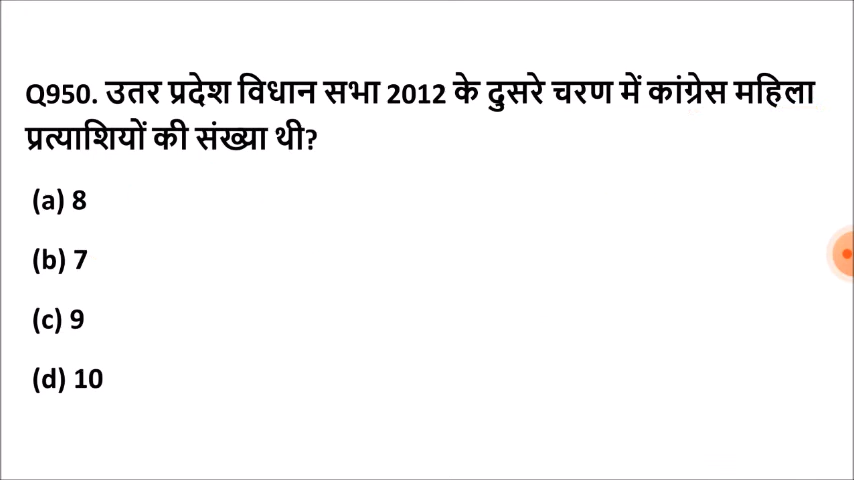 Q950. उतर प्रदेश विधान सभा 2012 के दुसरे चरण में कांग्रेस महिला
प्रत्याशियों की संख्या थी?
(a) 8
(b) 7
(c) 9
(d) 10